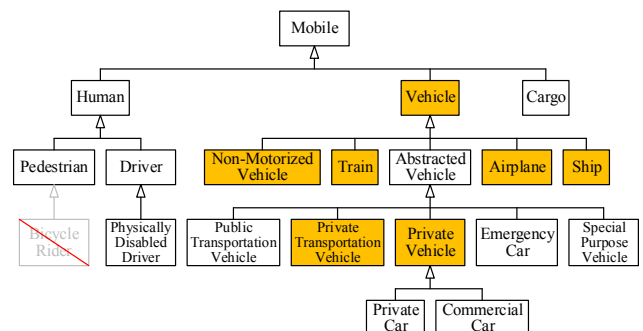 Mobile
Human
Vehicle
Cargo
Pedestrian
Driver
Non-Motorized
Vehicle
Train
Abstracted
Vehicle
Airplane
Ship
Bicycle
Rider
Physically
Disabled
Driver
Public
Transportation
Vehicle
Private
Transportation
Vehicle
Private
Vehicle
Emergency
Car
Special
Purpose
Vehicle
Private
Car
Commercial
Car